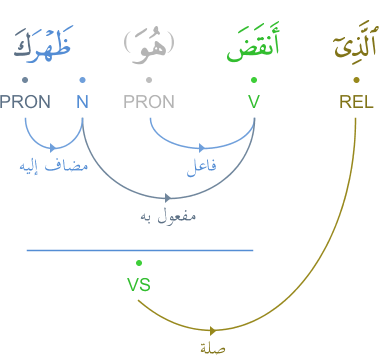 ٱلَّذِىٓ أَنقَضَ (هُوَ) ظَهْرَكَ
REL V PRON N PRON
فاعل مضاف إليه
مفعول به
VS
صلة